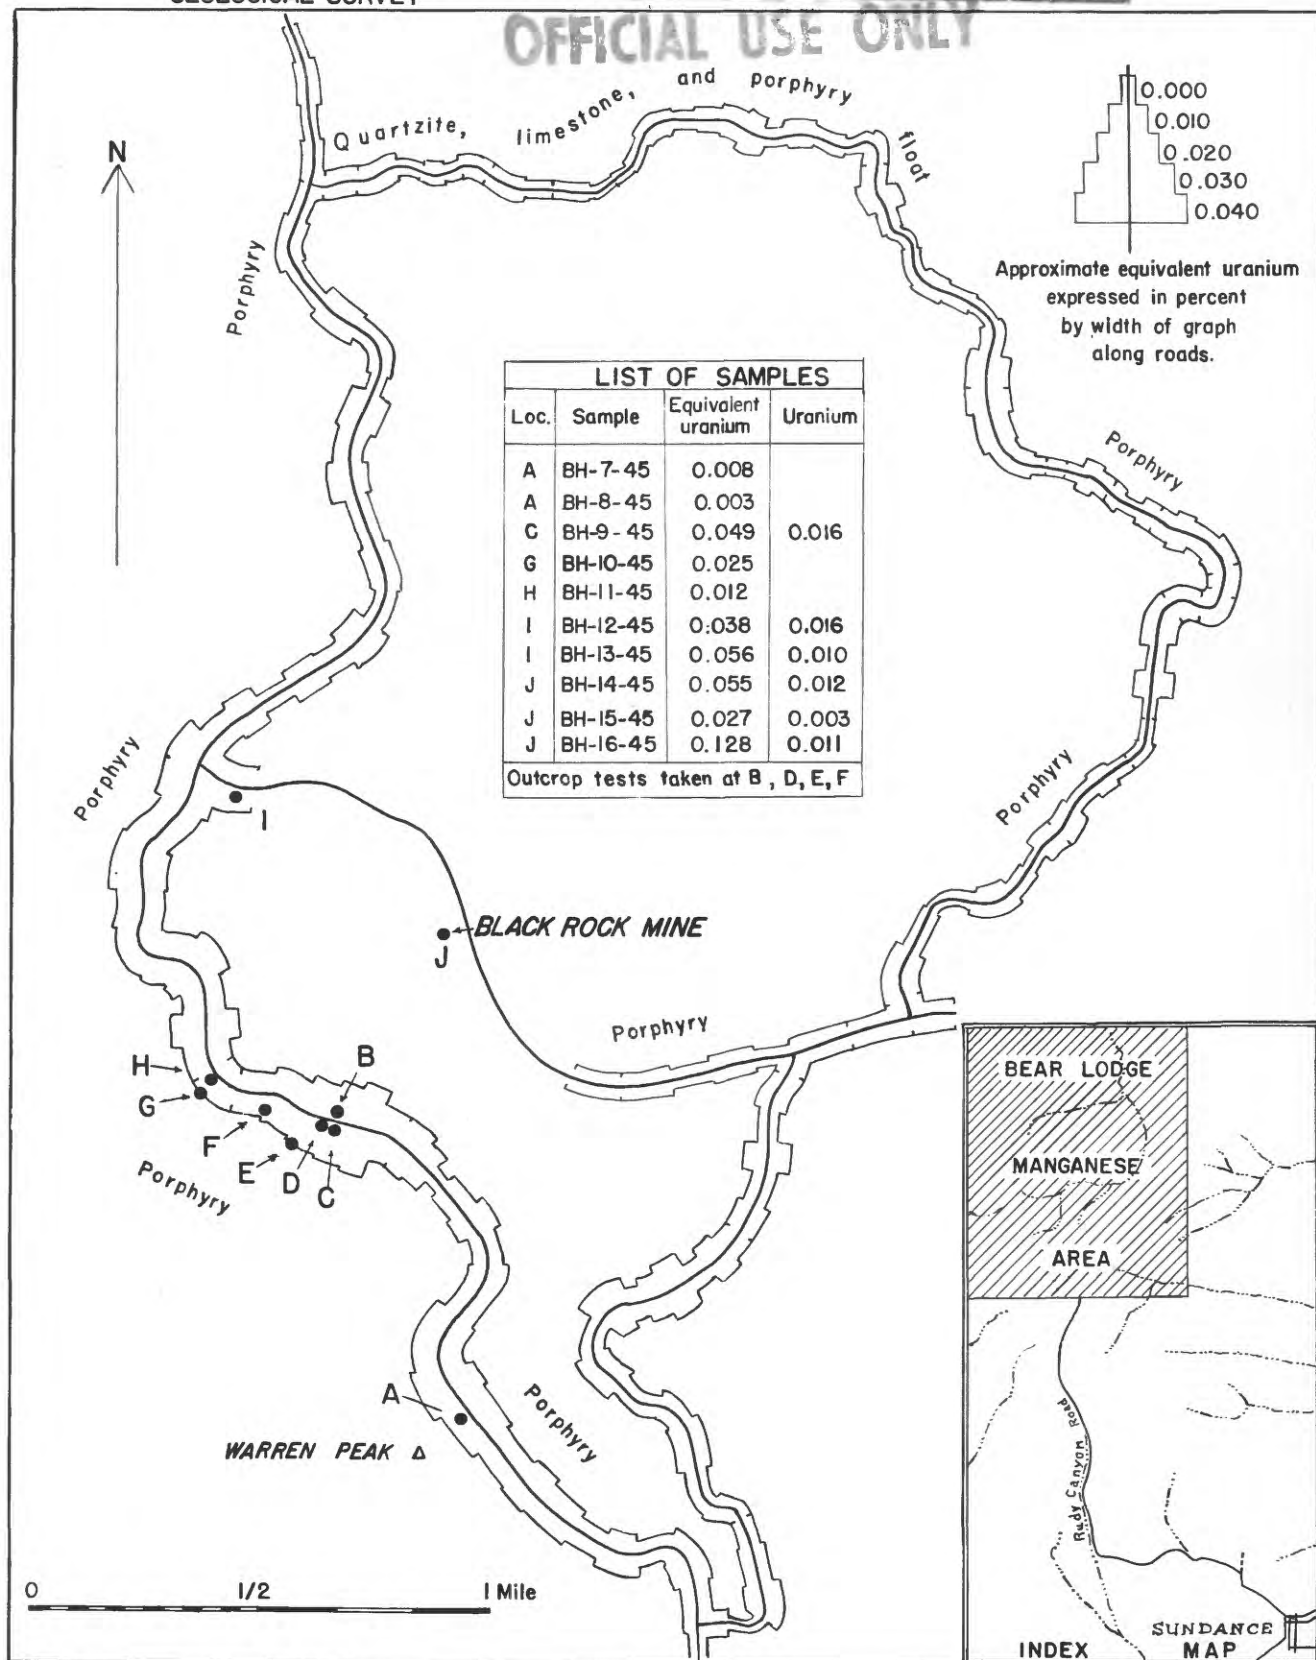 GEOLOGICAL SURVEY
OFFICIAL USE ONLY
Quartzite, limestone, and porphyry float
N
0.000
0.010
0.020
0.030
0.040
Approximate equivalent uranium
expressed in percent
by width of graph
along roads.
Porphyry
LIST OF SAMPLES
Loc. Sample Equivalent uranium Uranium
A BH-7-45 0.008
A BH-8-45 0.003
C BH-9-45 0.049 0.016
G BH-10-45 0.025
H BH-11-45 0.012
I BH-12-45 0:038 0.016
I BH-13-45 0.056 0.010
J BH-14-45 0.055 0.012
J BH-15-45 0.027 0.003
J BH-16-45 0.128 0.011
Outcrop tests taken at B, D, E, F
Porphyry
Porphyry
Porphyry
I
BLACK ROCK MINE
J
Porphyry
H
G
F
E
D
C
B
Porphyry
A
WARREN PEAK
Porphyry
0 1/2 1 Mile
BEAR LODGE
MANGANESE
AREA
Rudy Canyon Road
SUNDANCE
INDEX MAP